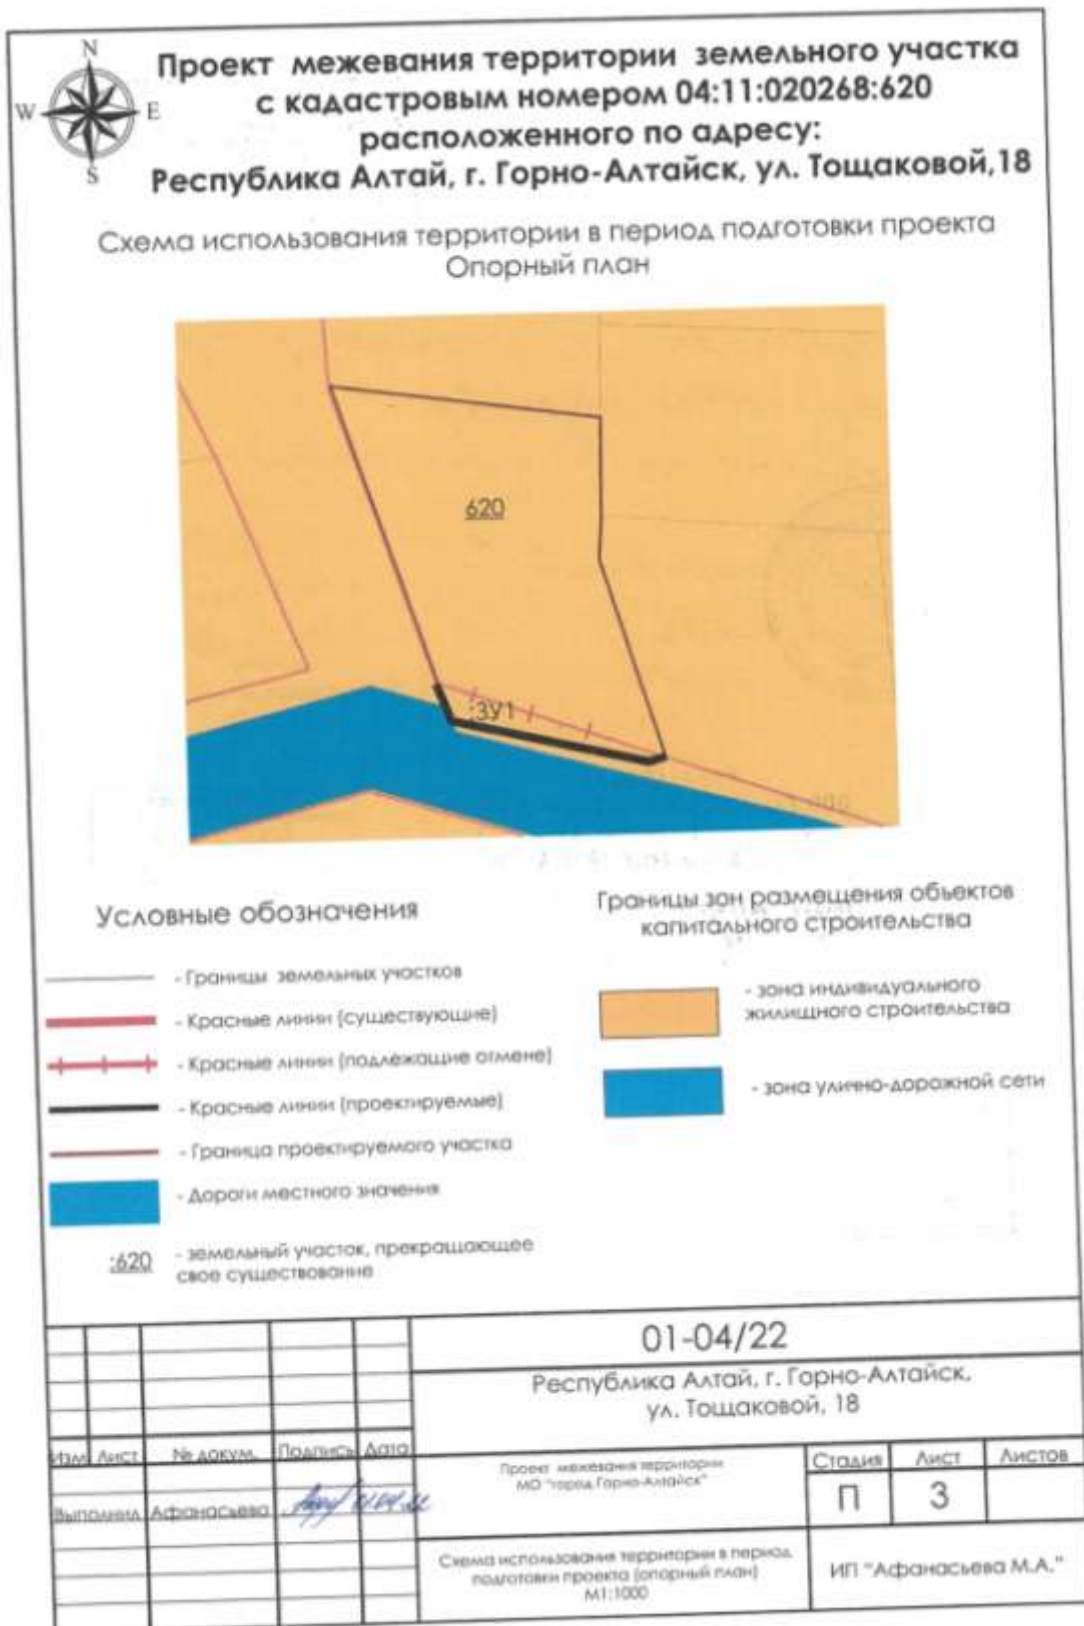 N
W E
S
Проект межевания территории земельного участка
с кадастровым номером 04:11:020268:620
расположенного по адресу:
Республика Алтай, г. Горно-Алтайск, ул. Тощаковой,18
Схема использования территории в период подготовки проекта
Опорный план
620
:ЗУ1
Условные обозначения
- Границы земельных участков
- Красные линии (существующие)
- Красные линии (подлежащие отмене)
- Красные линии (проектируемые)
- Граница проектируемого участка
- Дороги местного значения
:620 - земельный участок, прекращающее
свое существование
Границы зон размещения объектов
капитального строительства
- зона индивидуального
жилищного строительства
- зона улично-дорожной сети
01-04/22
Республика Алтай, г. Горно-Алтайск,
ул. Тощаковой, 18
Изм Лист № докум. Подпись Дата
Выполнил Афанасьева
Проект межевания территории
МО "город Горно-Алтайск"
Стадия Лист Листов
П 3
Схема использования территории в период
подготовки проекта (опорный план)
М1:1000
ИП "Афанасьева М.А."